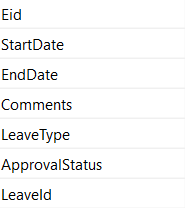 Eid
StartDate
EndDate
Comments
LeaveType
ApprovalStatus
LeaveId